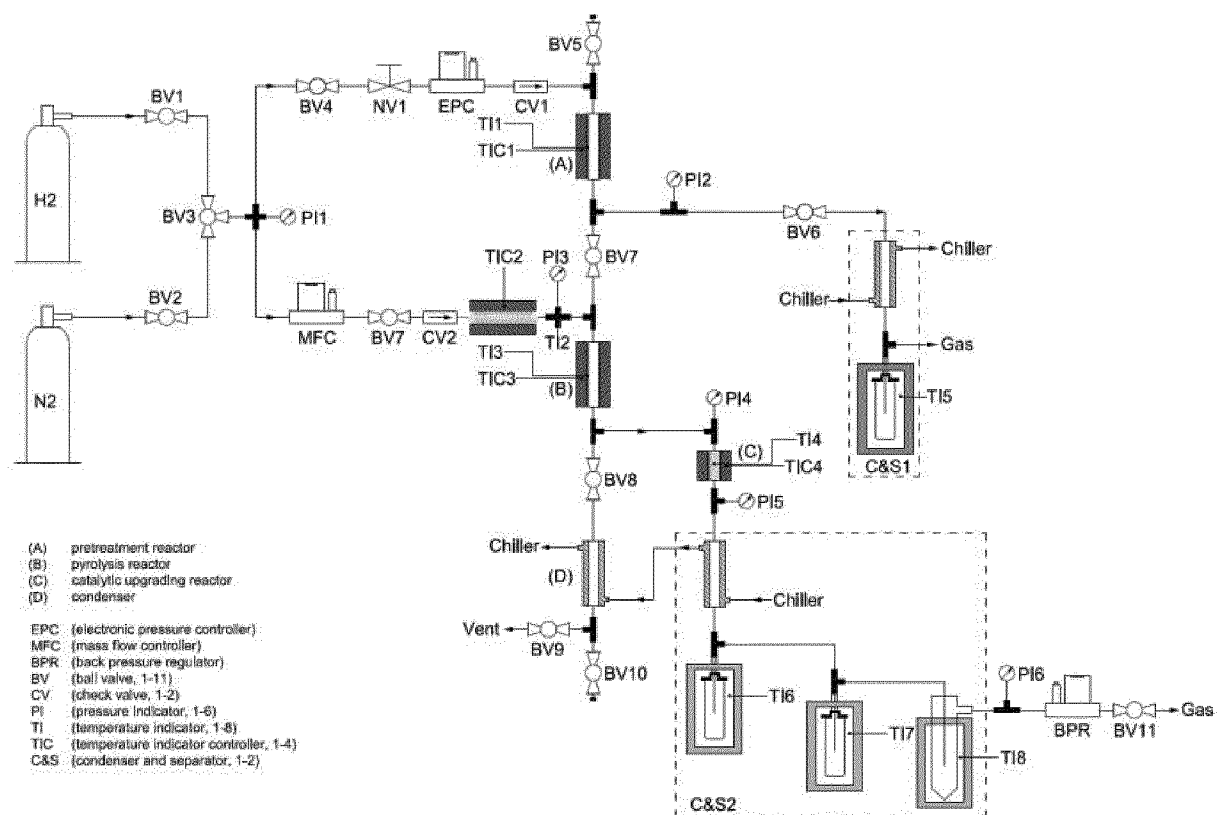 BV5
BV1
BV4
NV1
EPC
CV1
TI1
TIC1
(A)
H2
PI2
BV3
PI1
BV6
TIC2
PI3
BV7
Chiller
BV2
Chiller
MFC
BV7
CV2
TI2
Gas
TI3
TIC3
(B)
N2
PI4
TI5
(C)
TI4
TIC4
C&S1
BV8
PI5
Chiller
(D)
Chiller
Vent
BV9
BV10
TI6
PI6
TI7
BPR
BV11
Gas
TI8
C&S2
(A) pretreatment reactor
(B) pyrolysis reactor
(C) catalytic upgrading reactor
(D) condenser
EPC (electronic pressure controller)
MFC (mass flow controller)
BPR (back pressure regulator)
BV (ball valve, 1-11)
CV (check valve, 1-2)
PI (pressure indicator, 1-6)
TI (temperature indicator, 1-8)
TIC (temperature indicator controller, 1-4)
C&S (condenser and separator, 1-2)